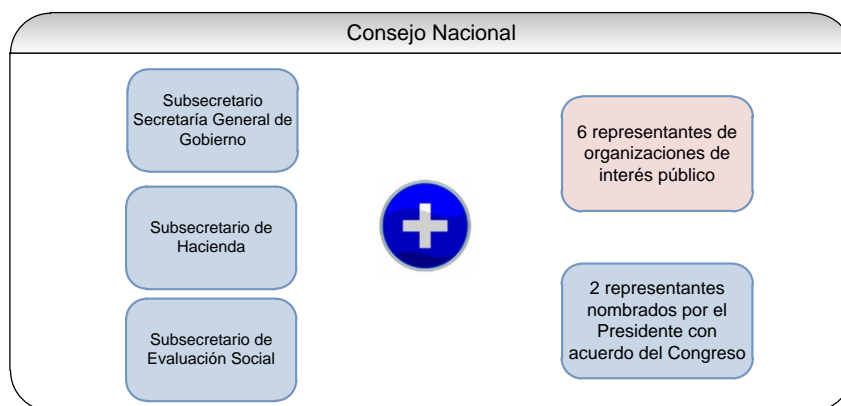 Consejo Nacional
Subsecretario
Secretaría General de
Gobierno
Subsecretario de
Hacienda
Subsecretario de
Evaluación Social
6 representantes de
organizaciones de
interés público
2 representantes
nombrados por el
Presidente con
acuerdo del Congreso